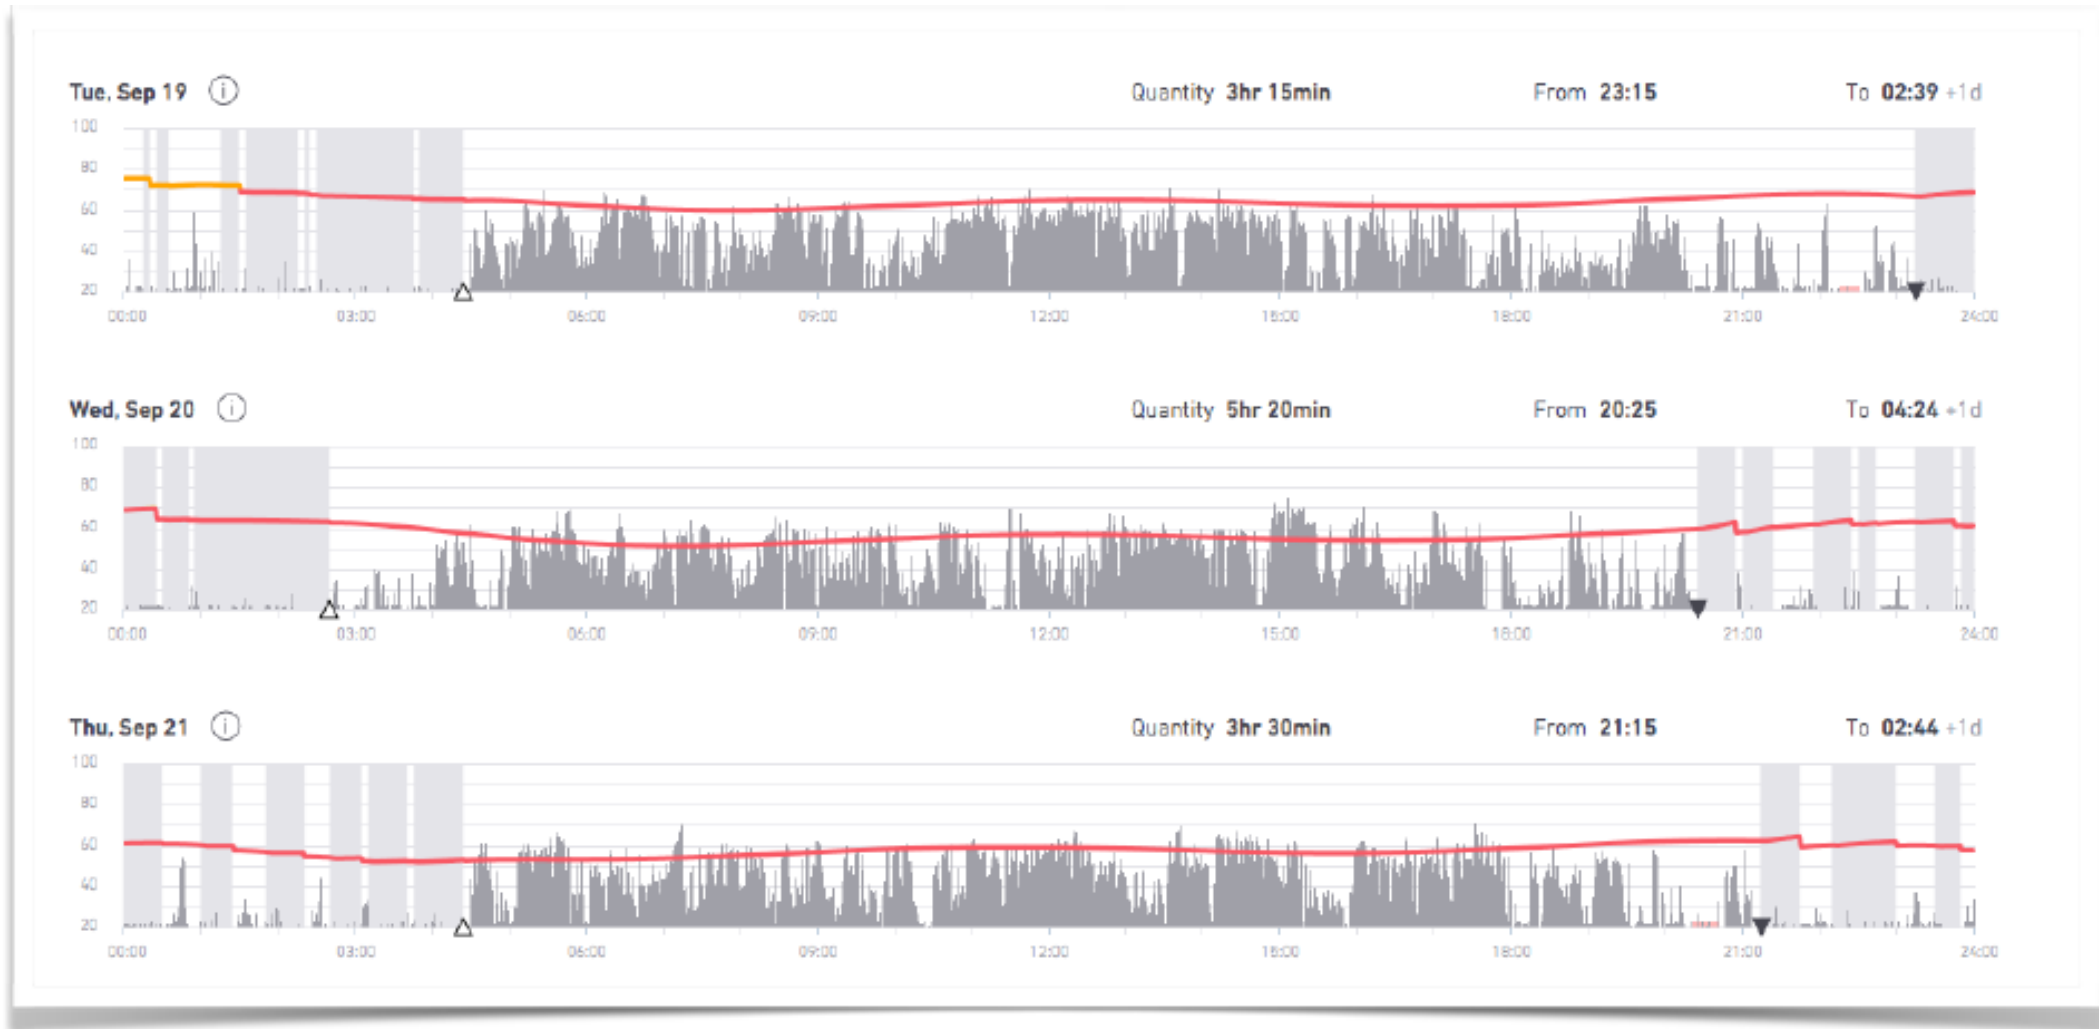 Tue, Sep 19 i Quantity 3hr 15min From 23:15 To 02:39 +1d
100
80
60
40
20
00:00 03:00 06:00 09:00 12:00 15:00 18:00 21:00 24:00
Wed, Sep 20 i Quantity 5hr 20min From 20:25 To 04:24 +1d
100
80
60
40
20
00:00 03:00 06:00 09:00 12:00 15:00 18:00 21:00 24:00
Thu, Sep 21 i Quantity 3hr 30min From 21:15 To 02:44 +1d
100
80
60
40
20
00:00 03:00 06:00 09:00 12:00 15:00 18:00 21:00 24:00